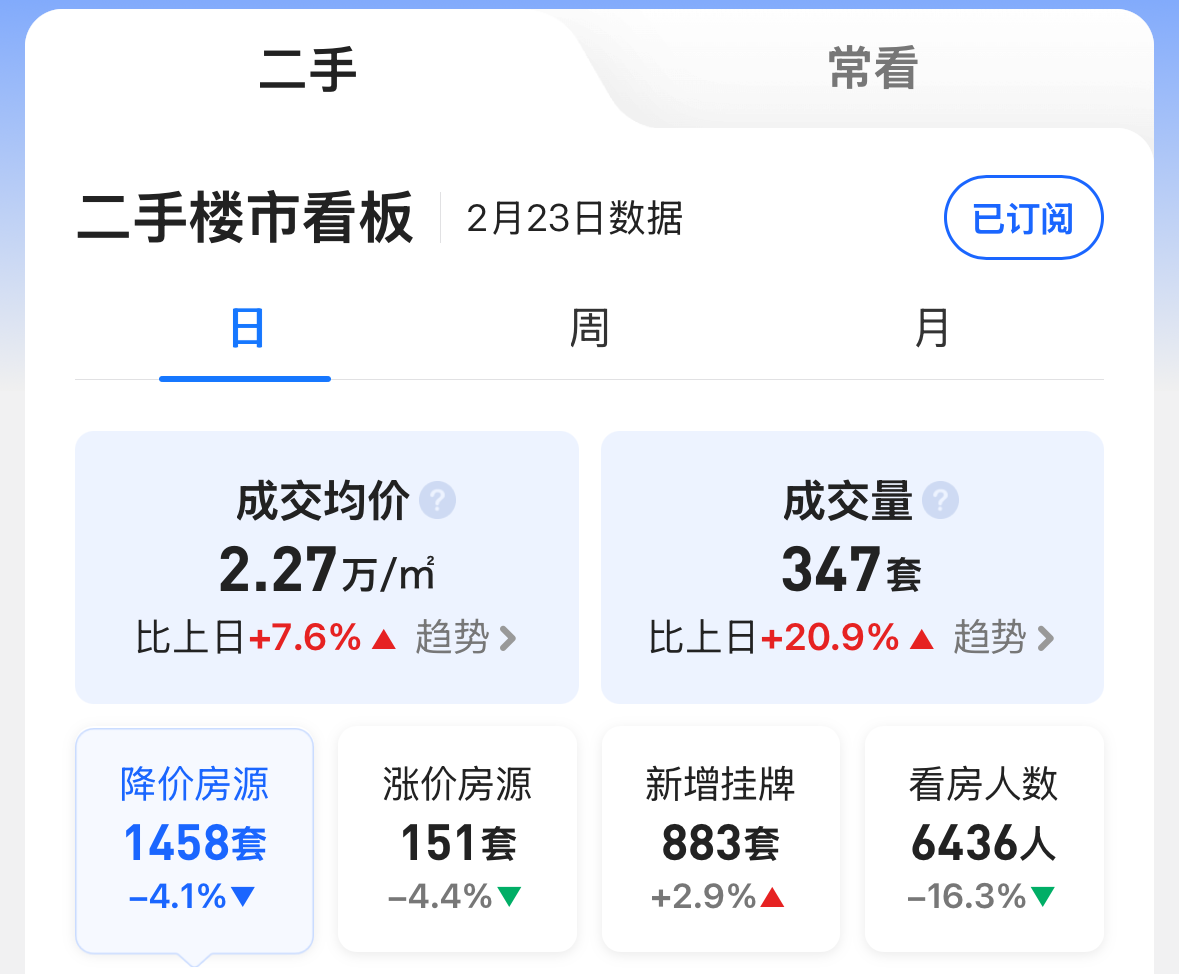 二手
常看
二手楼市看板
2月23日数据
已订阅
日
周
月
成交均价 ?
2.27万/㎡
比上日+7.6%▲ 趋势 >
成交量 ?
347套
比上日+20.9%▲ 趋势 >
降价房源
1458套
−4.1%▼
涨价房源
151套
−4.4%▼
新增挂牌
883套
+2.9%▲
看房人数
6436人
−16.3%▼